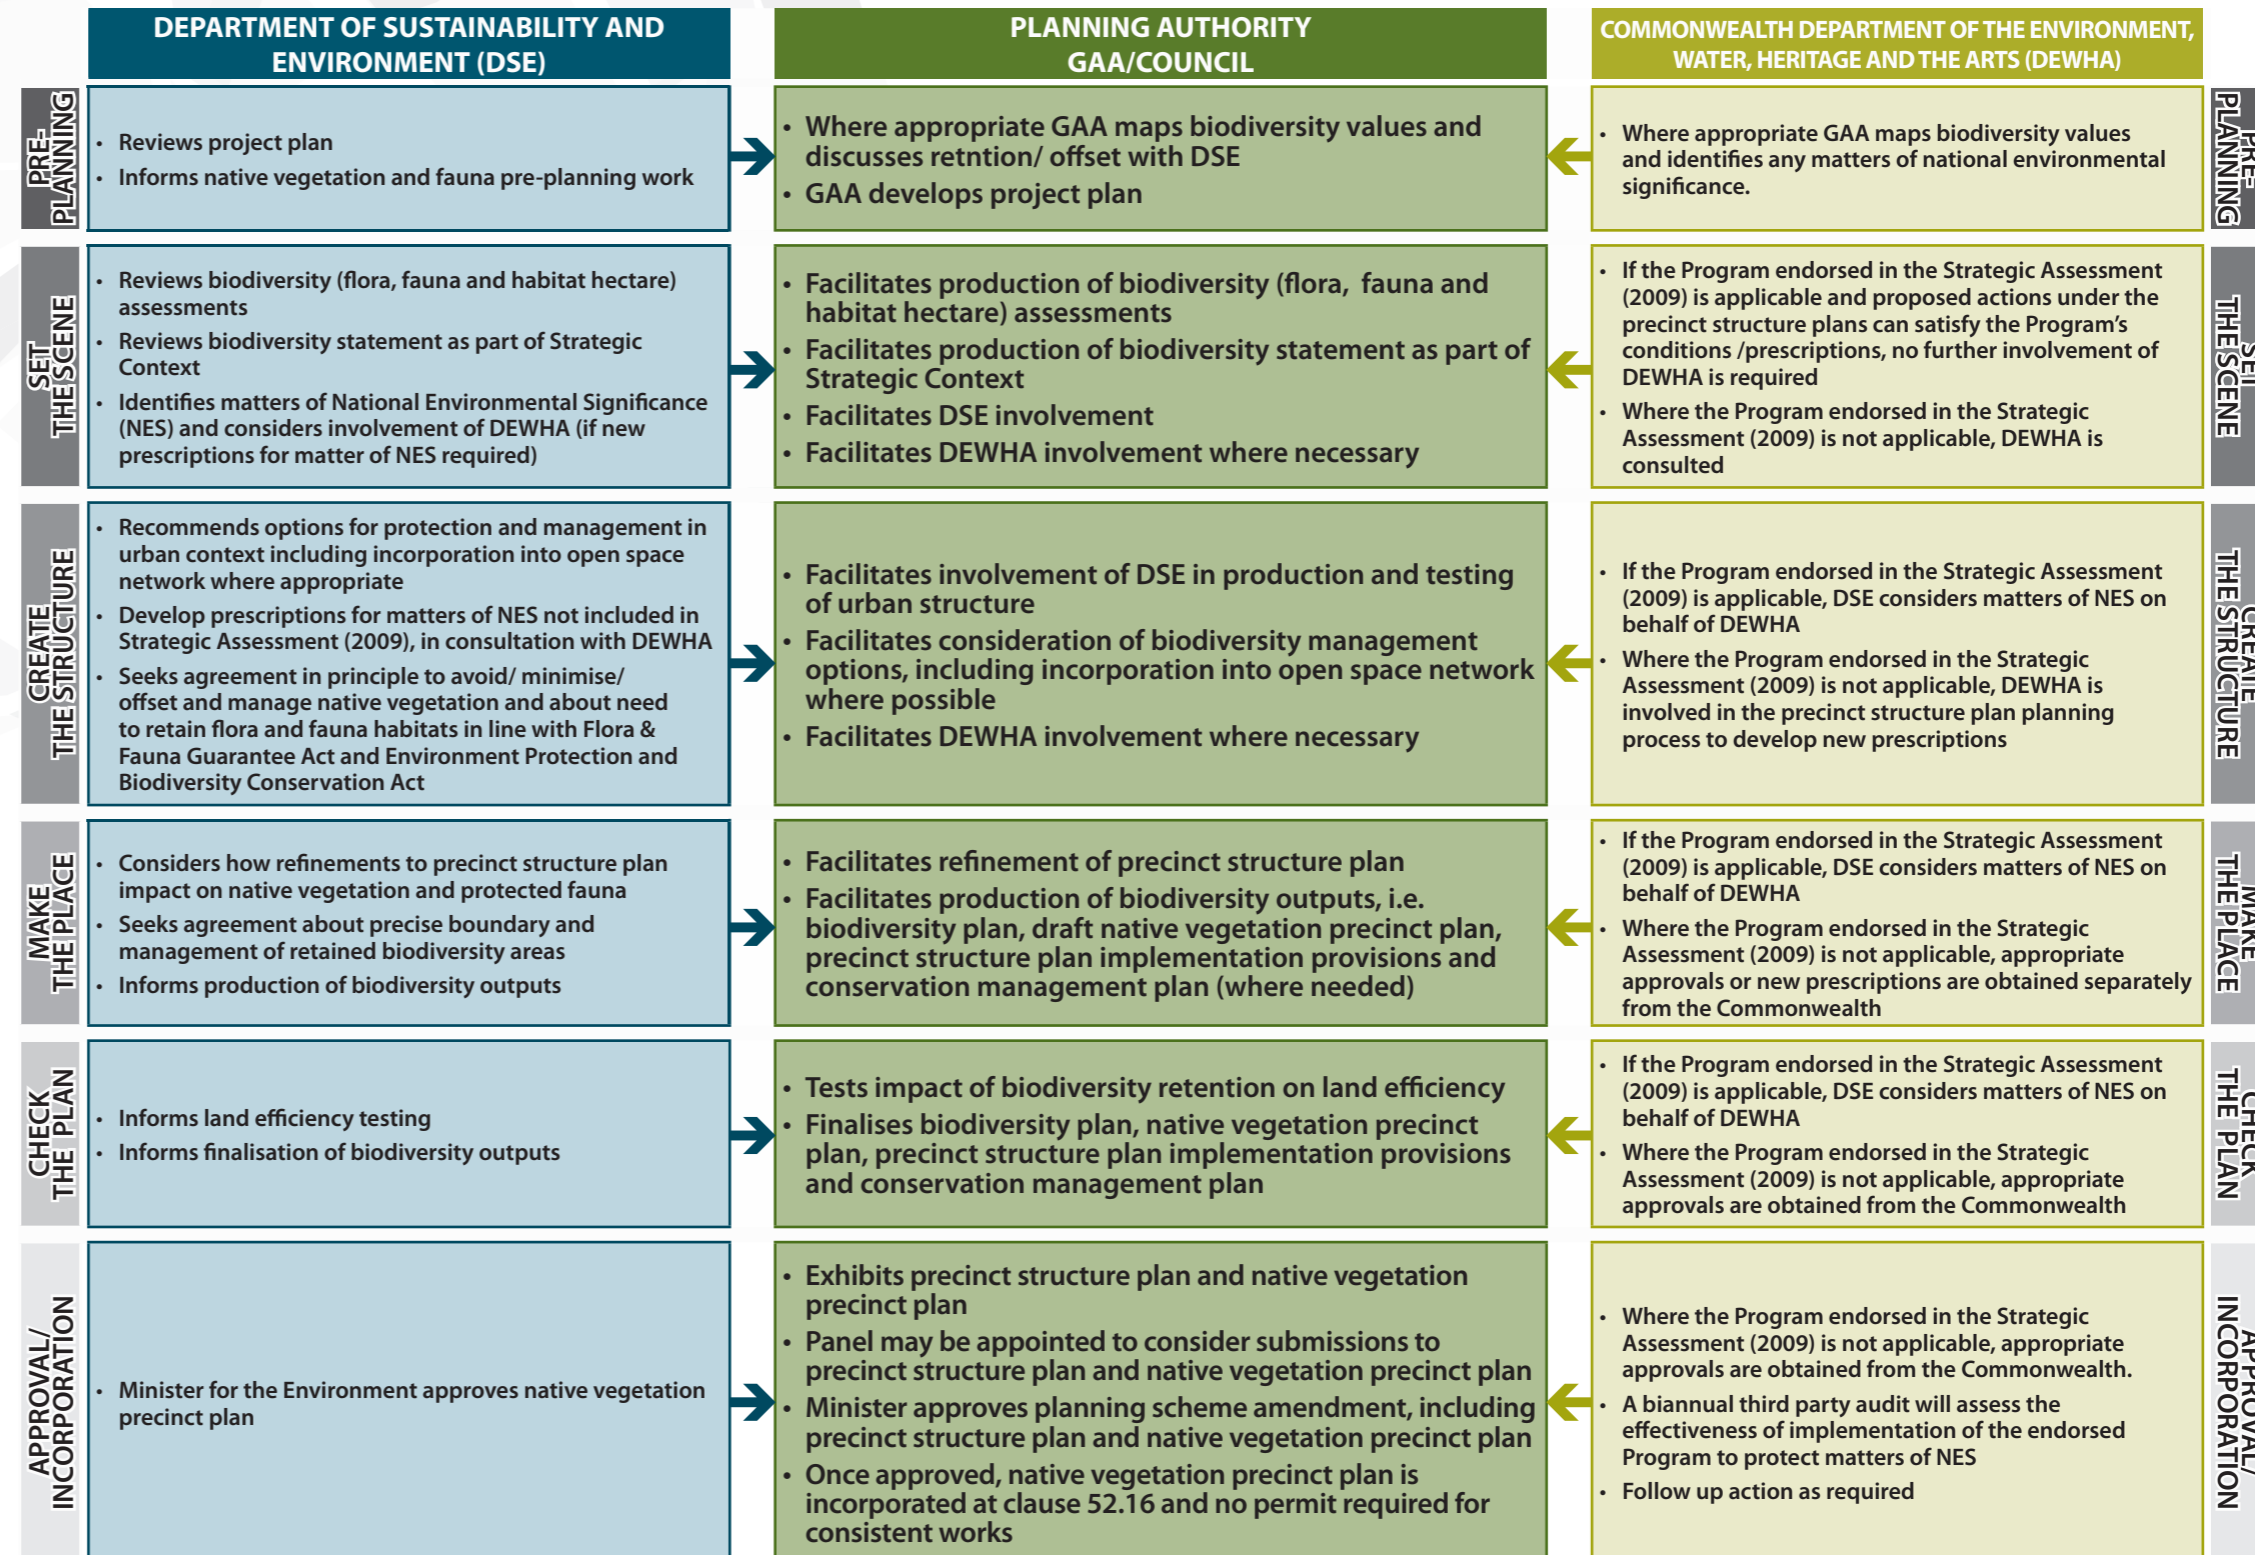 DEPARTMENT OF SUSTAINABILITY AND
ENVIRONMENT (DSE)
PLANNING AUTHORITY
GAA/COUNCIL
COMMONWEALTH DEPARTMENT OF THE ENVIRONMENT,
WATER, HERITAGE AND THE ARTS (DEWHA)
PRE-
PLANNING
• Reviews project plan
• Informs native vegetation and fauna pre-planning work
• Where appropriate GAA maps biodiversity values and
discusses retntion/ offset with DSE
• GAA develops project plan
• Where appropriate GAA maps biodiversity values
and identifies any matters of national environmental
significance.
PRE-
PLANNING
SET
THE SCENE
• Reviews biodiversity (flora, fauna and habitat hectare)
assessments
• Reviews biodiversity statement as part of Strategic
Context
• Identifies matters of National Environmental Significance
(NES) and considers involvement of DEWHA (if new
prescriptions for matter of NES required)
• Facilitates production of biodiversity (flora, fauna and
habitat hectare) assessments
• Facilitates production of biodiversity statement as part of
Strategic Context
• Facilitates DSE involvement
• Facilitates DEWHA involvement where necessary
• If the Program endorsed in the Strategic Assessment
(2009) is applicable and proposed actions under the
precinct structure plans can satisfy the Program's
conditions /prescriptions, no further involvement of
DEWHA is required
• Where the Program endorsed in the Strategic
Assessment (2009) is not applicable, DEWHA is
consulted
SET
THE SCENE
CREATE
THE STRUCTURE
• Recommends options for protection and management in
urban context including incorporation into open space
network where appropriate
• Develop prescriptions for matters of NES not included in
Strategic Assessment (2009), in consultation with DEWHA
• Seeks agreement in principle to avoid/ minimise/
offset and manage native vegetation and about need
to retain flora and fauna habitats in line with Flora &
Fauna Guarantee Act and Environment Protection and
Biodiversity Conservation Act
• Facilitates involvement of DSE in production and testing
of urban structure
• Facilitates consideration of biodiversity management
options, including incorporation into open space network
where possible
• Facilitates DEWHA involvement where necessary
• If the Program endorsed in the Strategic Assessment
(2009) is applicable, DSE considers matters of NES on
behalf of DEWHA
• Where the Program endorsed in the Strategic
Assessment (2009) is not applicable, DEWHA is
involved in the precinct structure plan planning
process to develop new prescriptions
CREATE
THE STRUCTURE
MAKE
THE PLACE
• Considers how refinements to precinct structure plan
impact on native vegetation and protected fauna
• Seeks agreement about precise boundary and
management of retained biodiversity areas
• Informs production of biodiversity outputs
• Facilitates refinement of precinct structure plan
• Facilitates production of biodiversity outputs, i.e.
biodiversity plan, draft native vegetation precinct plan,
precinct structure plan implementation provisions and
conservation management plan (where needed)
• If the Program endorsed in the Strategic Assessment
(2009) is applicable, DSE considers matters of NES on
behalf of DEWHA
• Where the Program endorsed in the Strategic
Assessment (2009) is not applicable, appropriate
approvals or new prescriptions are obtained separately
from the Commonwealth
MAKE
THE PLACE
CHECK
THE PLAN
• Informs land efficiency testing
• Informs finalisation of biodiversity outputs
• Tests impact of biodiversity retention on land efficiency
• Finalises biodiversity plan, native vegetation precinct
plan, precinct structure plan implementation provisions
and conservation management plan
• If the Program endorsed in the Strategic Assessment
(2009) is applicable, DSE considers matters of NES on
behalf of DEWHA
• Where the Program endorsed in the Strategic
Assessment (2009) is not applicable, appropriate
approvals are obtained from the Commonwealth
CHECK
THE PLAN
APPROVAL/
INCORPORATION
• Minister for the Environment approves native vegetation
precinct plan
• Exhibits precinct structure plan and native vegetation
precinct plan
• Panel may be appointed to consider submissions to
precinct structure plan and native vegetation precinct plan
• Minister approves planning scheme amendment, including
precinct structure plan and native vegetation precinct plan
• Once approved, native vegetation precinct plan is
incorporated at clause 52.16 and no permit required for
consistent works
• Where the Program endorsed in the Strategic
Assessment (2009) is not applicable, appropriate
approvals are obtained from the Commonwealth.
• A biannual third party audit will assess the
effectiveness of implementation of the endorsed
Program to protect matters of NES
• Follow up action as required
APPROVAL/
INCORPORATION